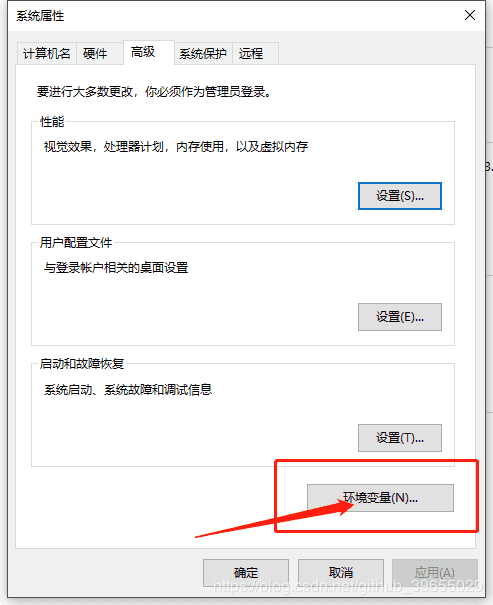 系统属性
计算机名 硬件 高级 系统保护 远程
要进行大多数更改，你必须作为管理员登录。
性能
视觉效果，处理器计划，内存使用，以及虚拟内存
设置(S)...
用户配置文件
与登录帐户相关的桌面设置
设置(E)...
启动和故障恢复
系统启动、系统故障和调试信息
设置(T)...
环境变量(N)...
确定 取消 应用(A)
https://blog.csdn.net/github_39655029